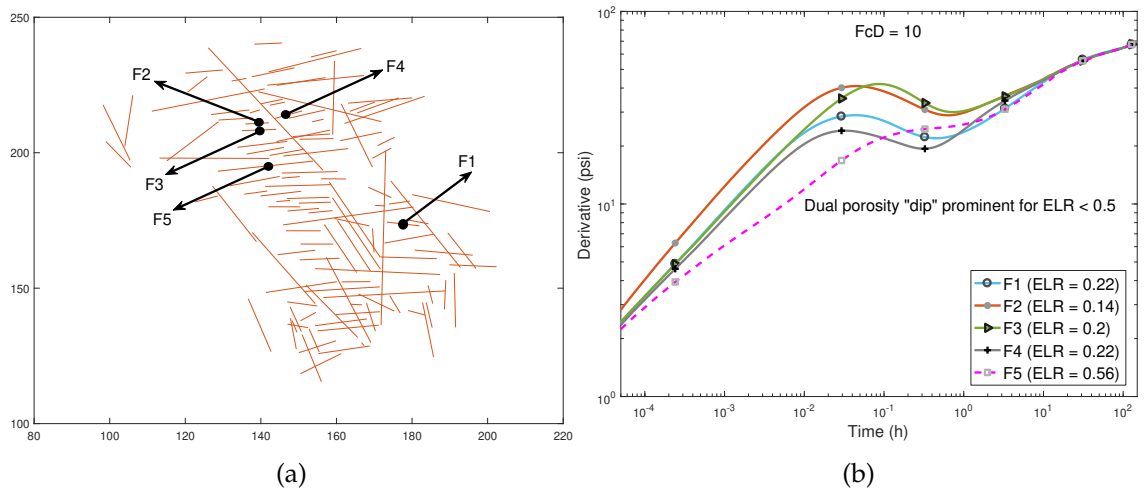 250
200
150
100
80
100
120
140
160
180
200
220
F2
F4
F3
F5
F1
(a)
10^2
10^1
10^0
Derivative (psi)
FcD = 10
Dual porosity "dip" prominent for ELR < 0.5
F1 (ELR = 0.22)
F2 (ELR = 0.14)
F3 (ELR = 0.2)
F4 (ELR = 0.22)
F5 (ELR = 0.56)
10^-4
10^-3
10^-2
10^-1
10^0
10^1
10^2
Time (h)
(b)